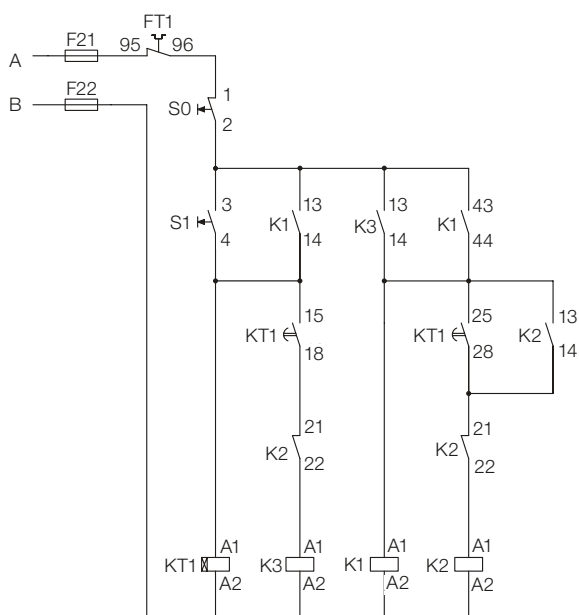 FT1
F21
95 96
A
F22
B
1
S0
2
3 13 13 43
S1 K1 K3 K1
4 14 14 44
15 25 13
KT1 KT1 K2
18 28 14
21 21
K2 K2
22 22
A1 A1 A1 A1
KT1 K3 K1 K2
A2 A2 A2 A2